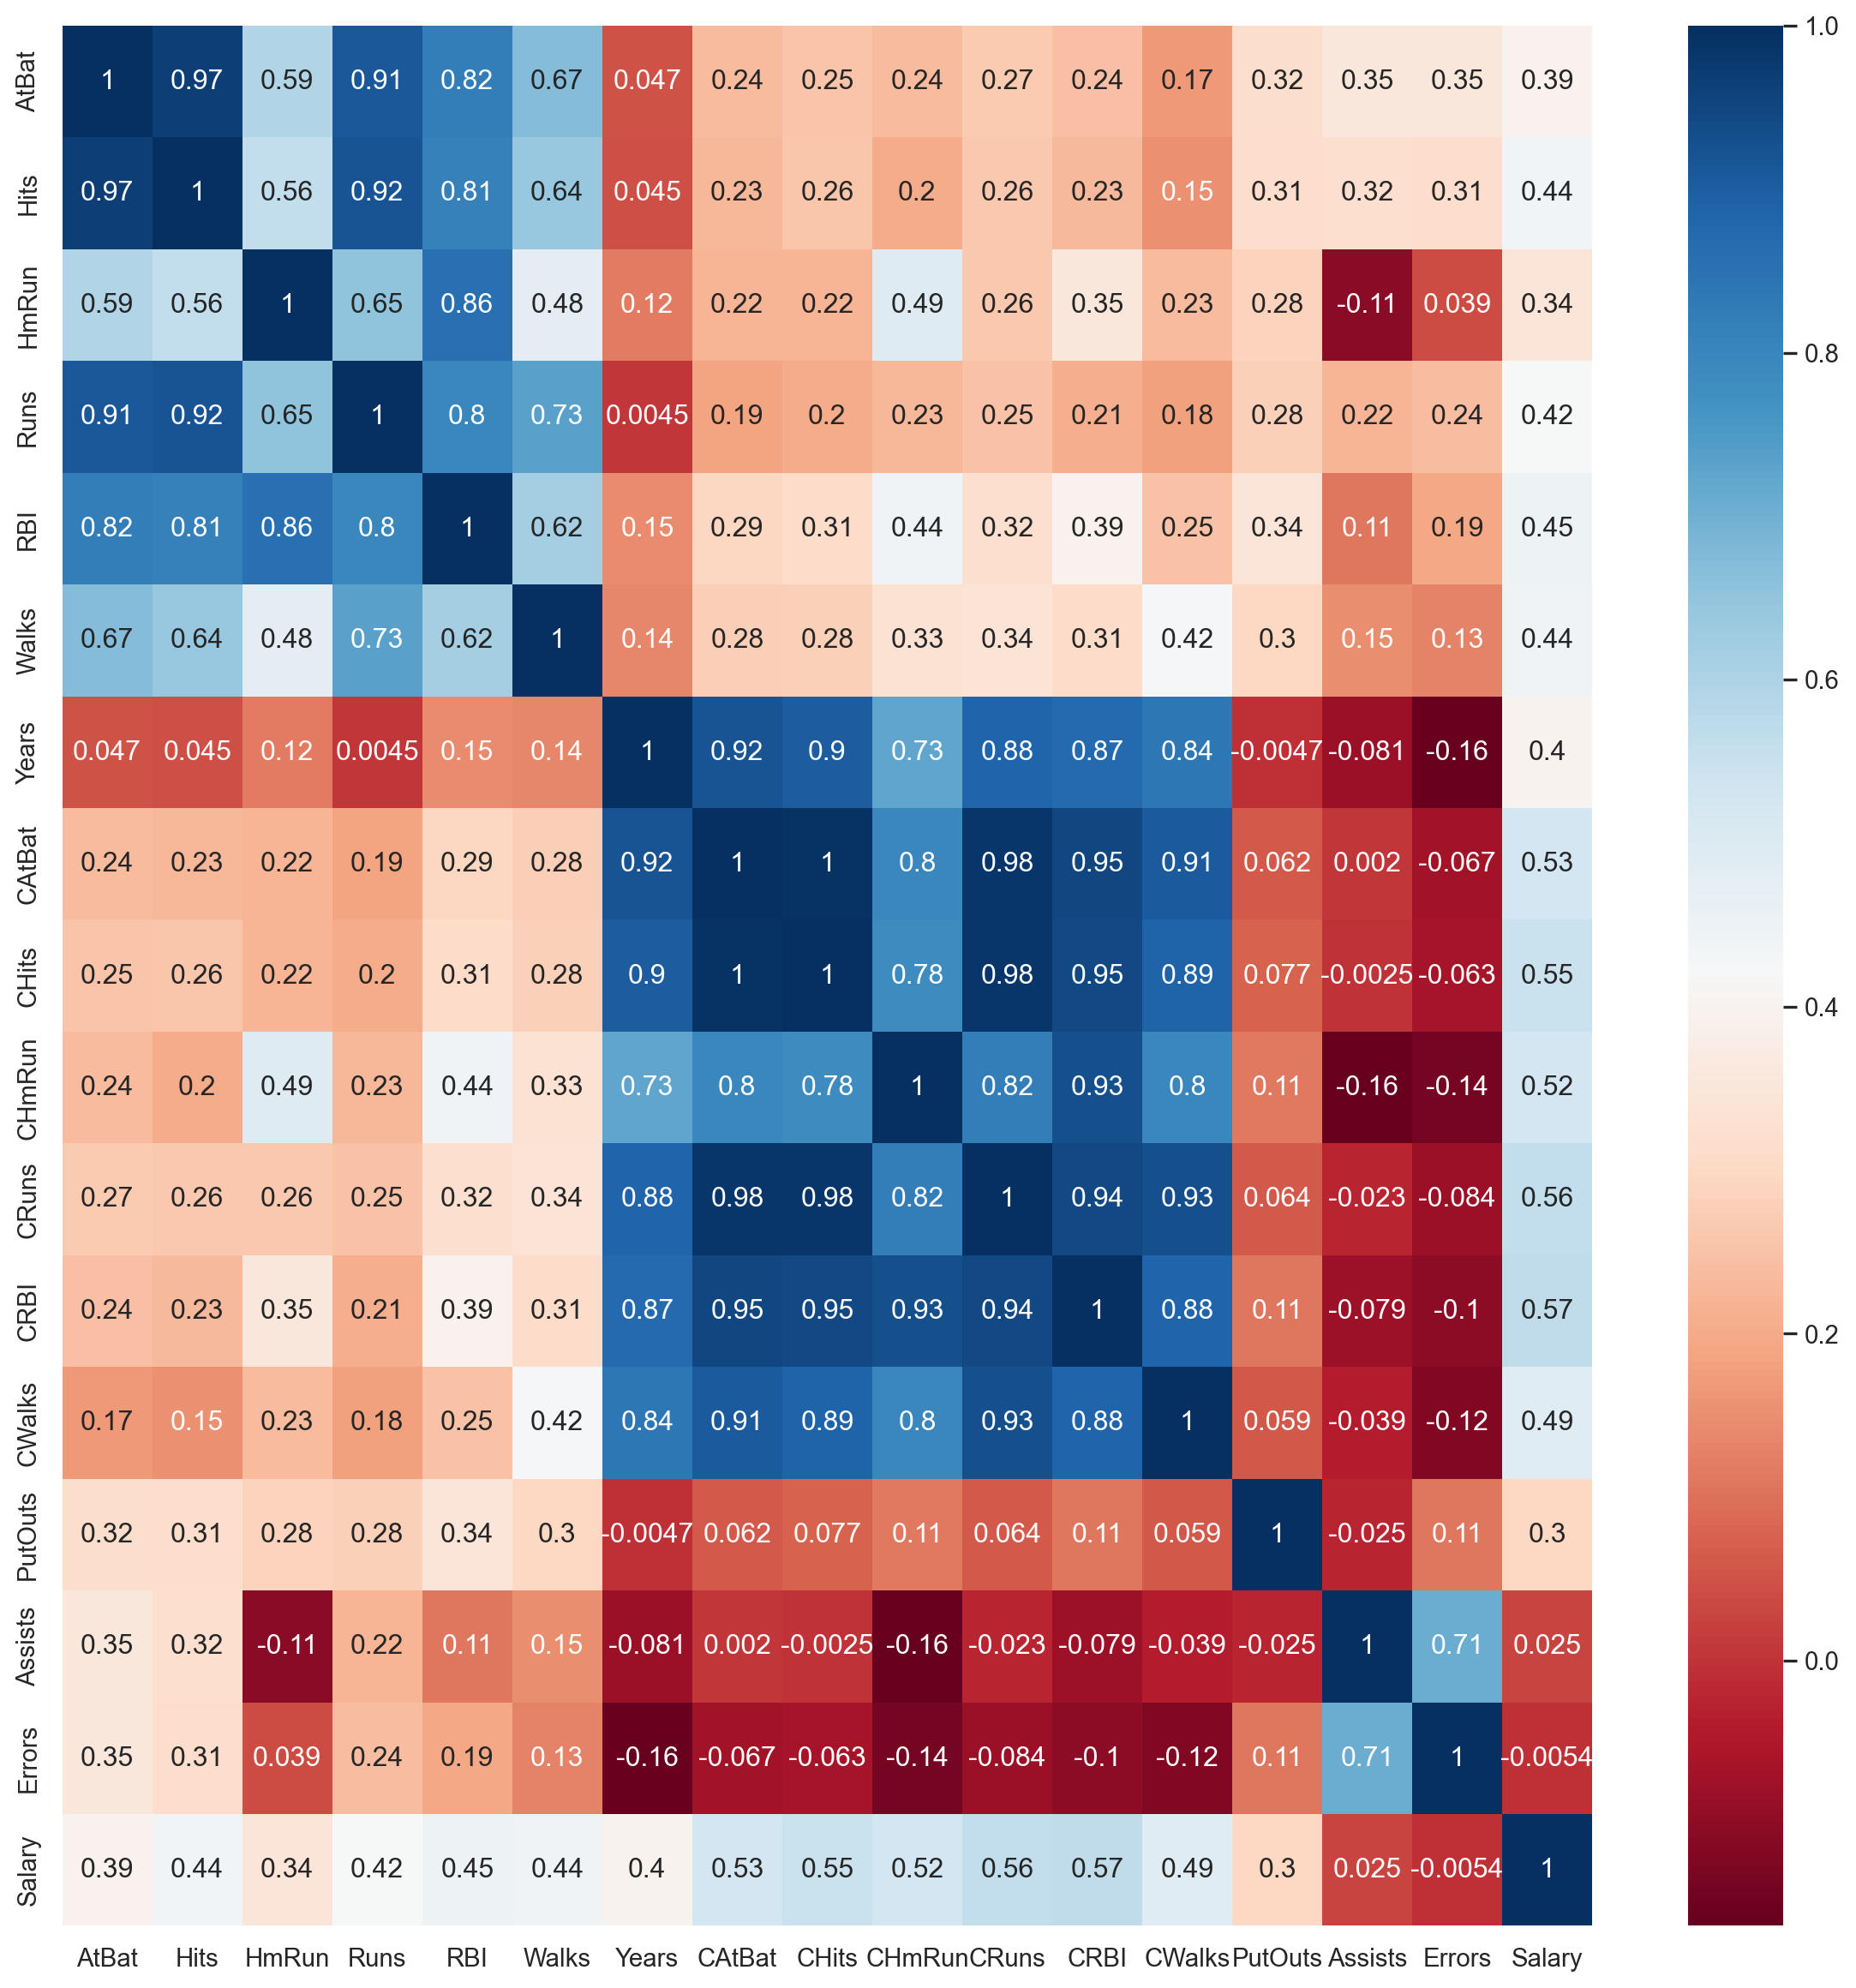 AtBat 1 0.97 0.59 0.91 0.82 0.67 0.047 0.24 0.25 0.24 0.27 0.24 0.17 0.32 0.35 0.35 0.39
Hits 0.97 1 0.56 0.92 0.81 0.64 0.045 0.23 0.26 0.2 0.26 0.23 0.15 0.31 0.32 0.31 0.44
HmRun 0.59 0.56 1 0.65 0.86 0.48 0.12 0.22 0.22 0.49 0.26 0.35 0.23 0.28 -0.11 0.039 0.34
Runs 0.91 0.92 0.65 1 0.8 0.73 0.0045 0.19 0.2 0.23 0.25 0.21 0.18 0.28 0.22 0.24 0.42
RBI 0.82 0.81 0.86 0.8 1 0.62 0.15 0.29 0.31 0.44 0.32 0.39 0.25 0.34 0.11 0.19 0.45
Walks 0.67 0.64 0.48 0.73 0.62 1 0.14 0.28 0.28 0.33 0.34 0.31 0.42 0.3 0.15 0.13 0.44
Years 0.047 0.045 0.12 0.0045 0.15 0.14 1 0.92 0.9 0.73 0.88 0.87 0.84 -0.0047 -0.081 -0.16 0.4
CAtBat 0.24 0.23 0.22 0.19 0.29 0.28 0.92 1 1 0.8 0.98 0.95 0.91 0.062 0.002 -0.067 0.53
CHits 0.25 0.26 0.22 0.2 0.31 0.28 0.9 1 1 0.78 0.98 0.95 0.89 0.077 -0.0025 -0.063 0.55
CHmRun 0.24 0.2 0.49 0.23 0.44 0.33 0.73 0.8 0.78 1 0.82 0.93 0.8 0.11 -0.16 -0.14 0.52
CRuns 0.27 0.26 0.26 0.25 0.32 0.34 0.88 0.98 0.98 0.82 1 0.94 0.93 0.064 -0.023 -0.084 0.56
CRBI 0.24 0.23 0.35 0.21 0.39 0.31 0.87 0.95 0.95 0.93 0.94 1 0.88 0.11 -0.079 -0.1 0.57
CWalks 0.17 0.15 0.23 0.18 0.25 0.42 0.84 0.91 0.89 0.8 0.93 0.88 1 0.059 -0.039 -0.12 0.49
PutOuts 0.32 0.31 0.28 0.28 0.34 0.3 -0.0047 0.062 0.077 0.11 0.064 0.11 0.059 1 -0.025 0.11 0.3
Assists 0.35 0.32 -0.11 0.22 0.11 0.15 -0.081 0.002 -0.0025 -0.16 -0.023 -0.079 -0.039 -0.025 1 0.71 0.025
Errors 0.35 0.31 0.039 0.24 0.19 0.13 -0.16 -0.067 -0.063 -0.14 -0.084 -0.1 -0.12 0.11 0.71 1 -0.0054
Salary 0.39 0.44 0.34 0.42 0.45 0.44 0.4 0.53 0.55 0.52 0.56 0.57 0.49 0.3 0.025 -0.0054 1
AtBat Hits HmRun Runs RBI Walks Years CAtBat CHits CHmRun CRuns CRBI CWalks PutOuts Assists Errors Salary
1.0
0.8
0.6
0.4
0.2
0.0